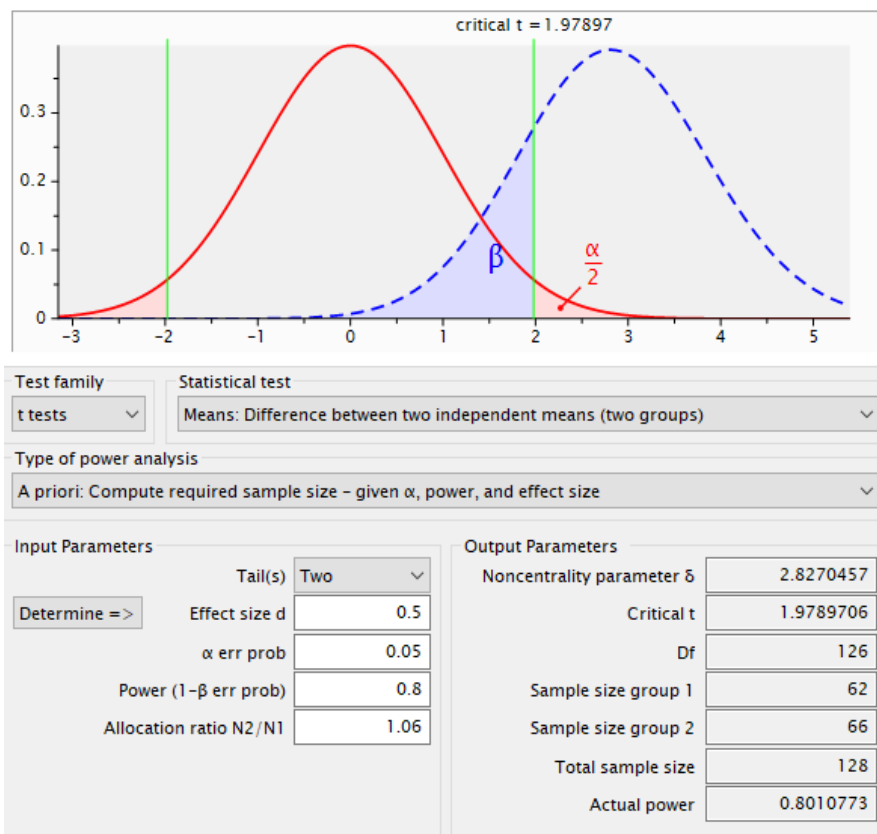 critical t = 1.97897
0.3
0.2
0.1
0
β
α
2
-3 -2 -1 0 1 2 3 4 5
Test family Statistical test
t tests Means: Difference between two independent means (two groups)
Type of power analysis
A priori: Compute required sample size – given α, power, and effect size
Input Parameters
Tail(s) Two
Determine => Effect size d 0.5
α err prob 0.05
Power (1-β err prob) 0.8
Allocation ratio N2/N1 1.06
Output Parameters
Noncentrality parameter δ 2.8270457
Critical t 1.9789706
Df 126
Sample size group 1 62
Sample size group 2 66
Total sample size 128
Actual power 0.8010773